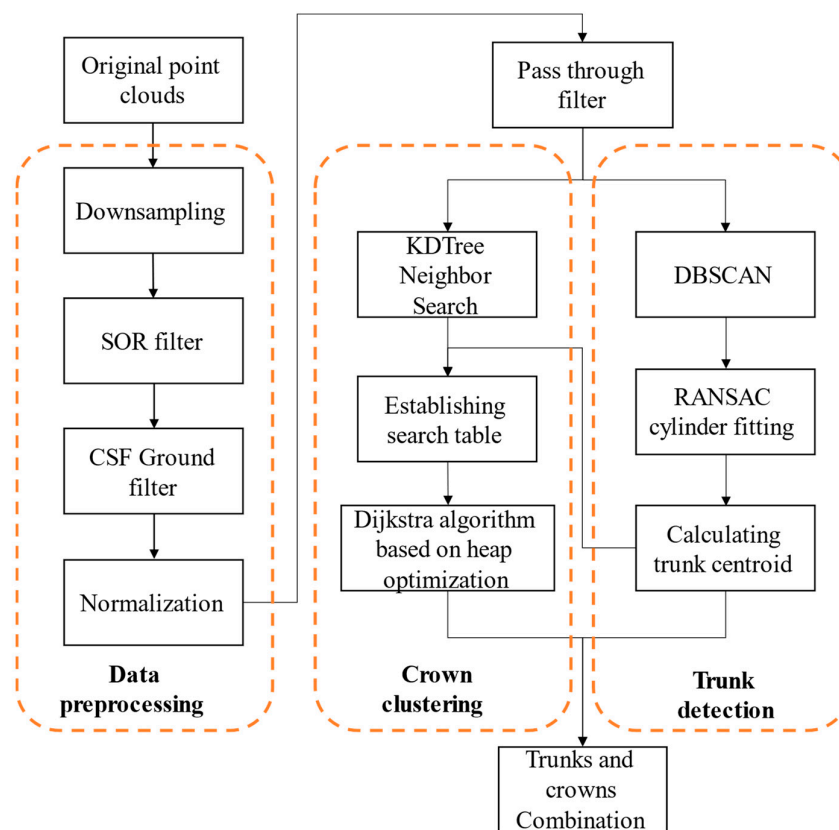 Original point
clouds
Pass through
filter
Downsampling
SOR filter
CSF Ground
filter
Normalization
Data
preprocessing
KDTree
Neighbor
Search
Establishing
search table
Dijkstra algorithm
based on heap
optimization
Crown
clustering
DBSCAN
RANSAC
cylinder fitting
Calculating
trunk centroid
Trunk
detection
Trunks and
crowns
Combination